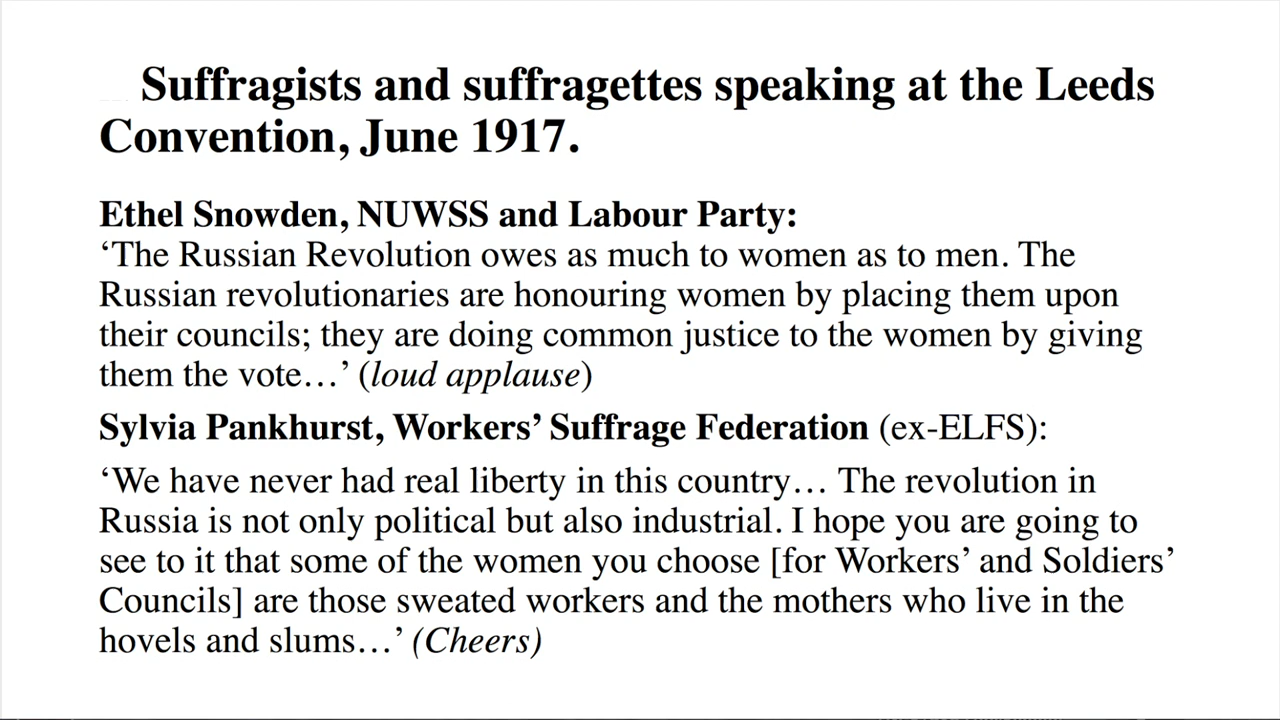 Suffragists and suffragettes speaking at the Leeds
Convention, June 1917.
Ethel Snowden, NUWSS and Labour Party:
‘The Russian Revolution owes as much to women as to men. The
Russian revolutionaries are honouring women by placing them upon
their councils; they are doing common justice to the women by giving
them the vote…’ (loud applause)
Sylvia Pankhurst, Workers’ Suffrage Federation (ex-ELFS):
‘We have never had real liberty in this country… The revolution in
Russia is not only political but also industrial. I hope you are going to
see to it that some of the women you choose [for Workers’ and Soldiers’
Councils] are those sweated workers and the mothers who live in the
hovels and slums…’ (Cheers)